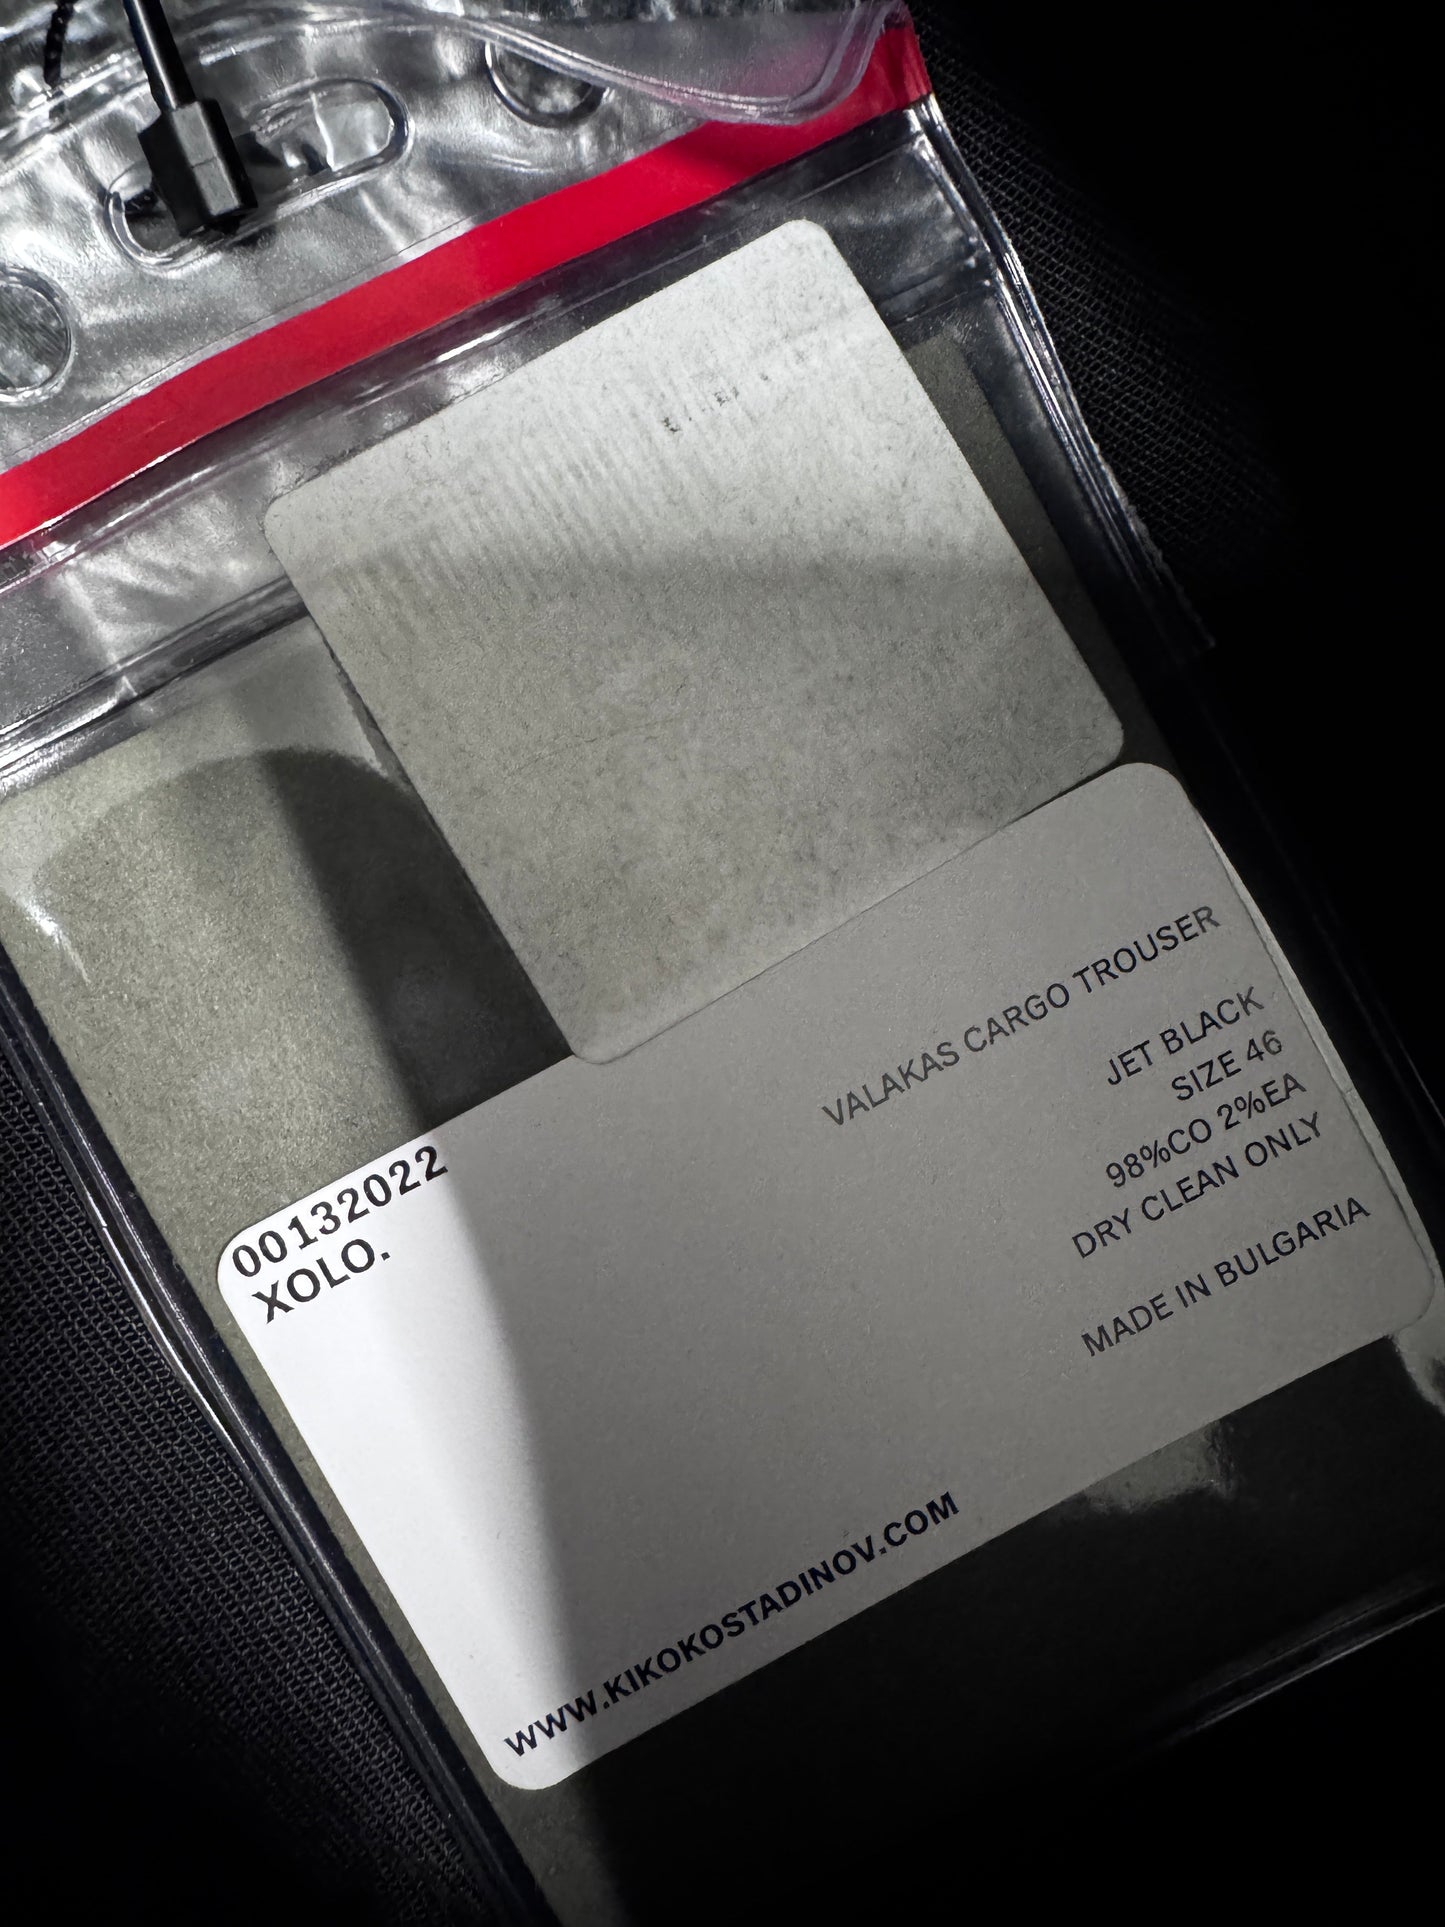 00132022
XOLO.
VALAKAS CARGO TROUSER
JET BLACK
SIZE 46
98%CO 2%EA
DRY CLEAN ONLY
MADE IN BULGARIA
WWW.KIKOKOSTADINOV.COM